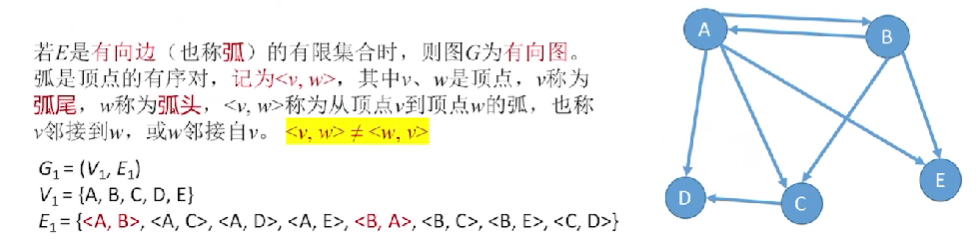 若E是有向边（也称弧）的有限集合时，则图G为有向图。
弧是顶点的有序对，记为<v, w>，其中v、w是顶点，v称为
弧尾，w称为弧头，<v, w>称为从顶点v到顶点w的弧，也称
v邻接到w，或w邻接自v。 <v, w> ≠ <w, v>
G₁ = (V₁, E₁)
V₁ = {A, B, C, D, E}
E₁ = {<A, B>, <A, C>, <A, D>, <A, E>, <B, A>, <B, C>, <B, E>, <C, D>}
A
B
E
D
C